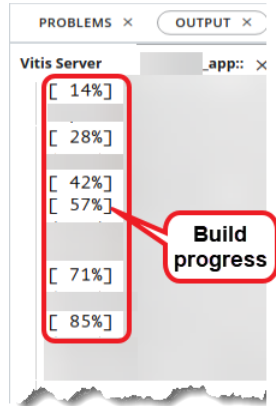 PROBLEMS × OUTPUT ×
Vitis Server _app:: ×
[ 14%]
[ 28%]
[ 42%]
[ 57%]
Build
progress
[ 71%]
[ 85%]